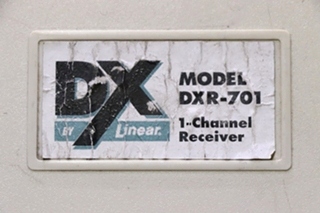 DX
BY Linear.
MODEL
DXR-701
1-Channel
Receiver